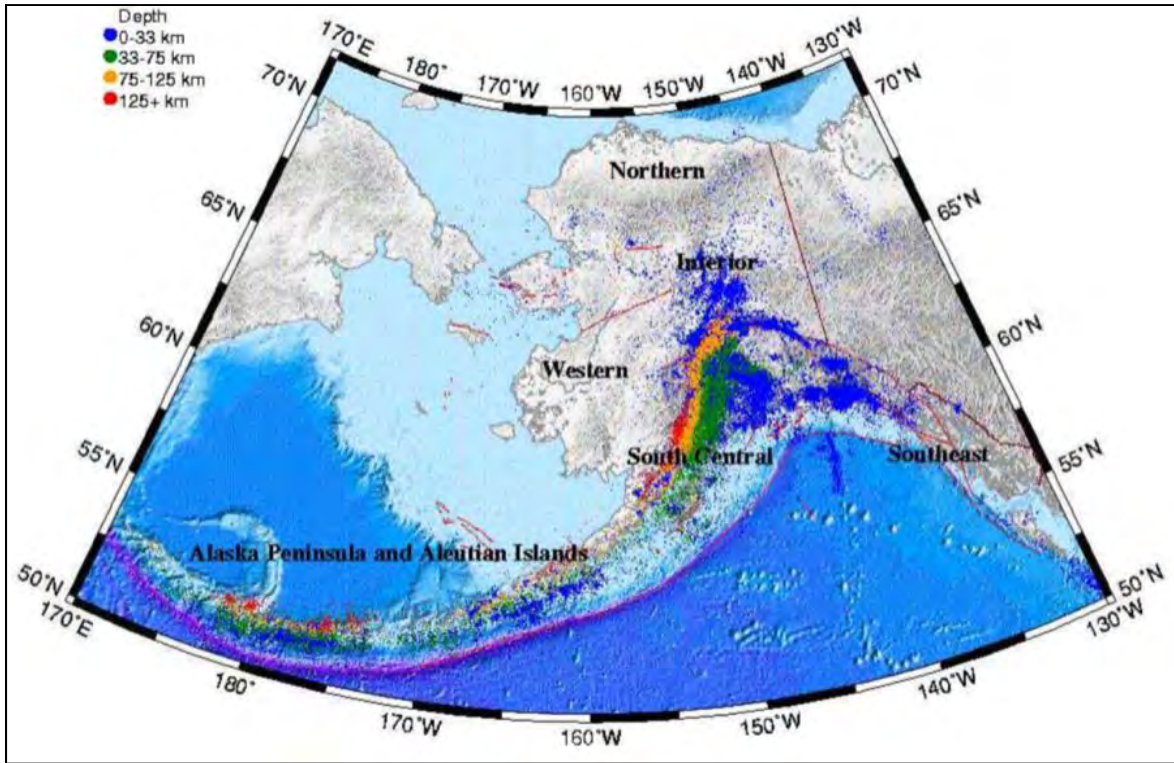 Depth
0-33 km
33-75 km
75-125 km
125+ km
170°E
180°
170°W
160°W
150°W
140°W
130°W
70°N
70°N
65°N
65°N
60°N
60°N
55°N
55°N
50°N
50°N
Northern
Interior
Western
South Central
Southeast
Alaska Peninsula and Aleutian Islands
170°E
180°
170°W
160°W
150°W
140°W
130°W